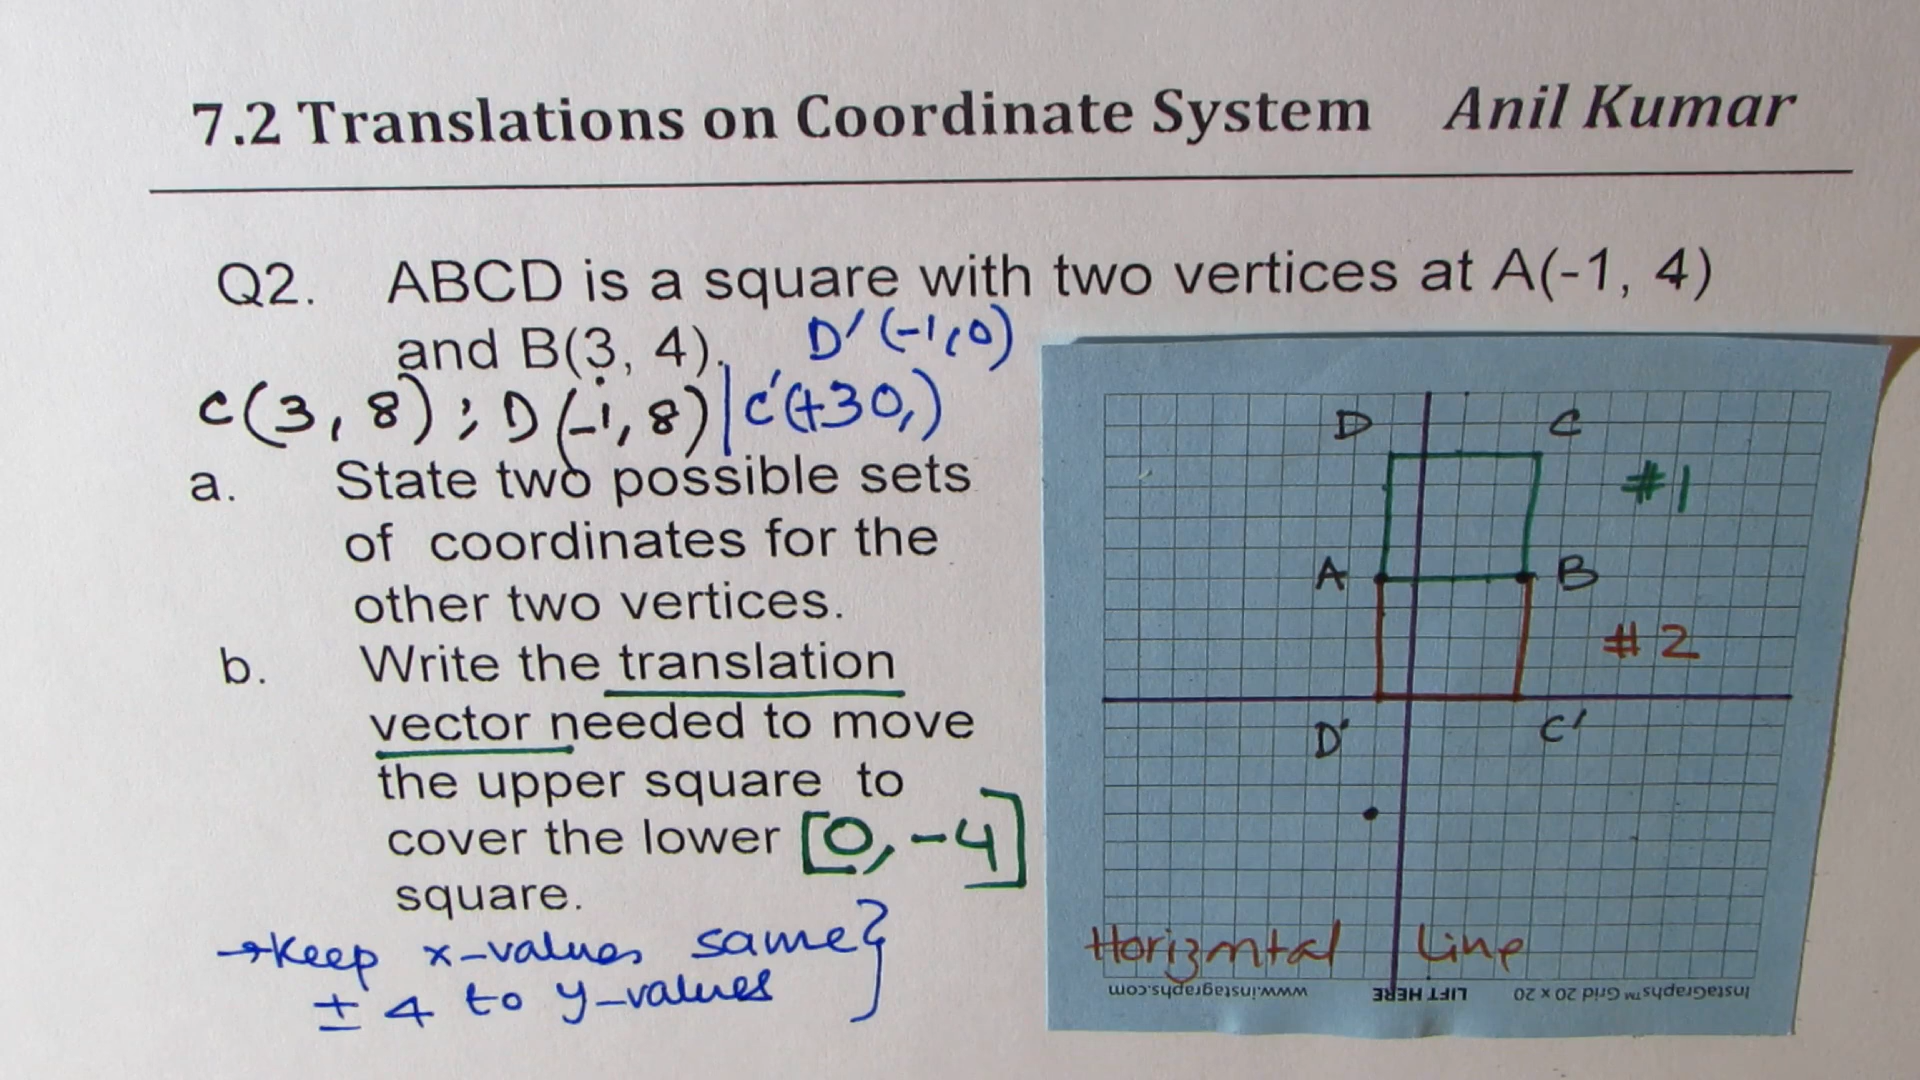 7.2 Translations on Coordinate System Anil Kumar
Q2. ABCD is a square with two vertices at A(-1, 4)
and B(3, 4). D'(-1,0)
C(3, 8) ; D(-1, 8) | C'(+30,)
a. State two possible sets
of coordinates for the
other two vertices.
b. Write the translation
vector needed to move
the upper square to
cover the lower [0, -4]
square.
→ Keep x-values same }
± 4 to y-values
D C
#1
A B
#2
D' C'
Horizontal Line
InstaGraphs™ Grid 20 x 20 LIFT HERE www.instagraphs.com